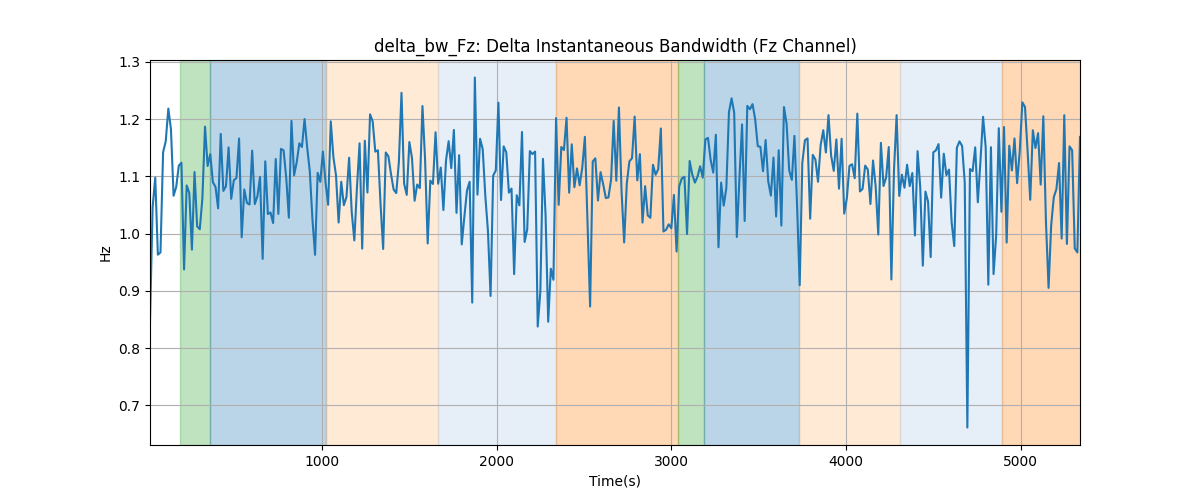 delta_bw_Fz: Delta Instantaneous Bandwidth (Fz Channel)
1.3
1.2
1.1
1.0
0.9
0.8
0.7
Hz
1000 2000 3000 4000 5000
Time(s)